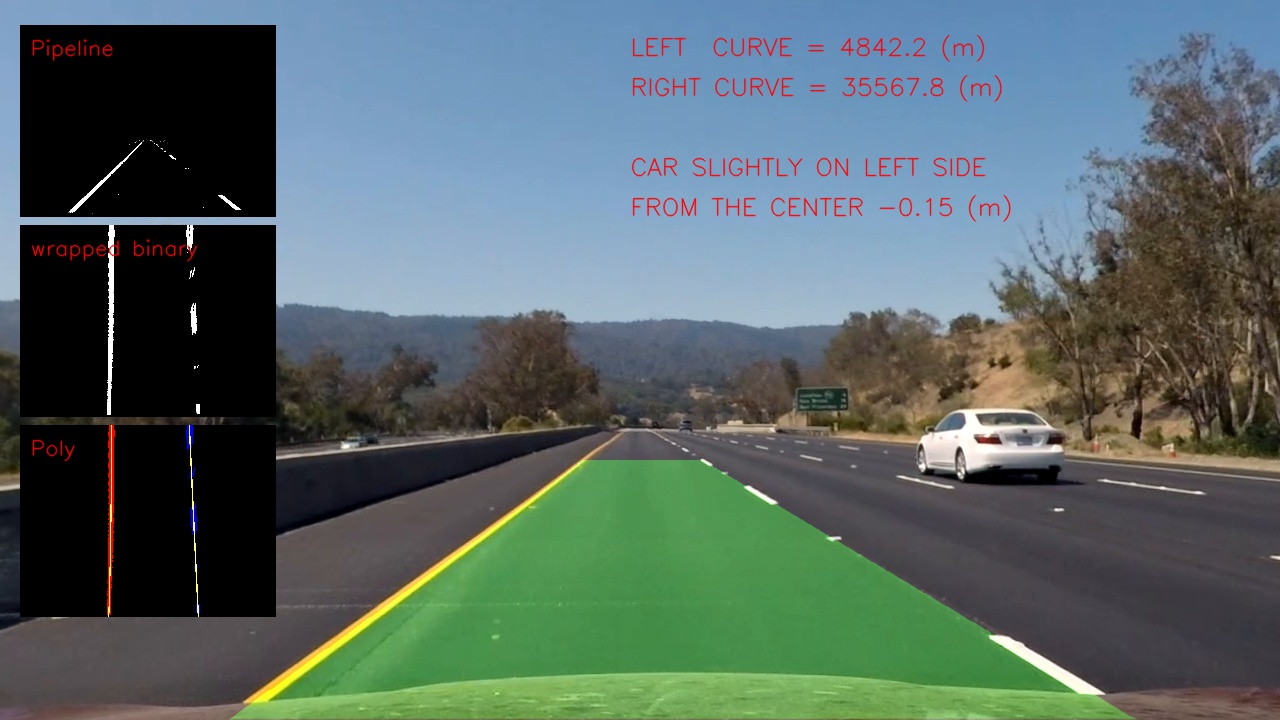 Pipeline
wrapped binary
Poly
LEFT CURVE = 4842.2 (m)
RIGHT CURVE = 35567.8 (m)
CAR SLIGHTLY ON LEFT SIDE
FROM THE CENTER -0.15 (m)